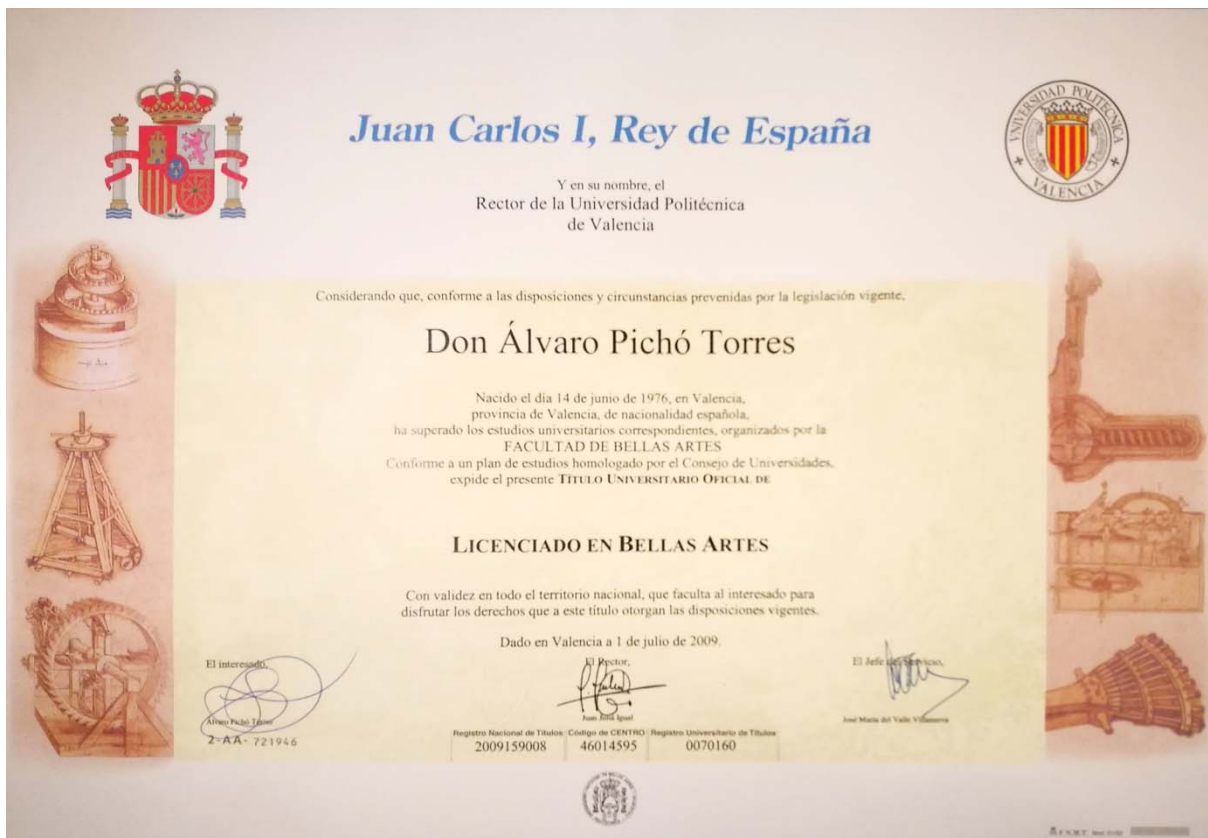 Juan Carlos I, Rey de España
UNIVERSIDAD POLITECNICA
VALENCIA
Y en su nombre, el
Rector de la Universidad Politécnica
de Valencia
Considerando que, conforme a las disposiciones y circunstancias prevenidas por la legislación vigente,
Don Álvaro Pichó Torres
Nacido el día 14 de junio de 1976, en Valencia,
provincia de Valencia, de nacionalidad española,
ha superado los estudios universitarios correspondientes, organizados por la
FACULTAD DE BELLAS ARTES
Conforme a un plan de estudios homologado por el Consejo de Universidades,
expide el presente TÍTULO UNIVERSITARIO OFICIAL DE
LICENCIADO EN BELLAS ARTES
Con validez en todo el territorio nacional, que faculta al interesado para
disfrutar los derechos que a este título otorgan las disposiciones vigentes.
Dado en Valencia a 1 de julio de 2009.
El interesado,
El Rector,
El Jefe del Servicio,
Álvaro Pichó Torres
Juan Juliá Igual
José María del Valle Villanueva
2-AA- 721946
Registro Nacional de Títulos Código de CENTRO Registro Universitario de Títulos
2009159008 46014595 0070160